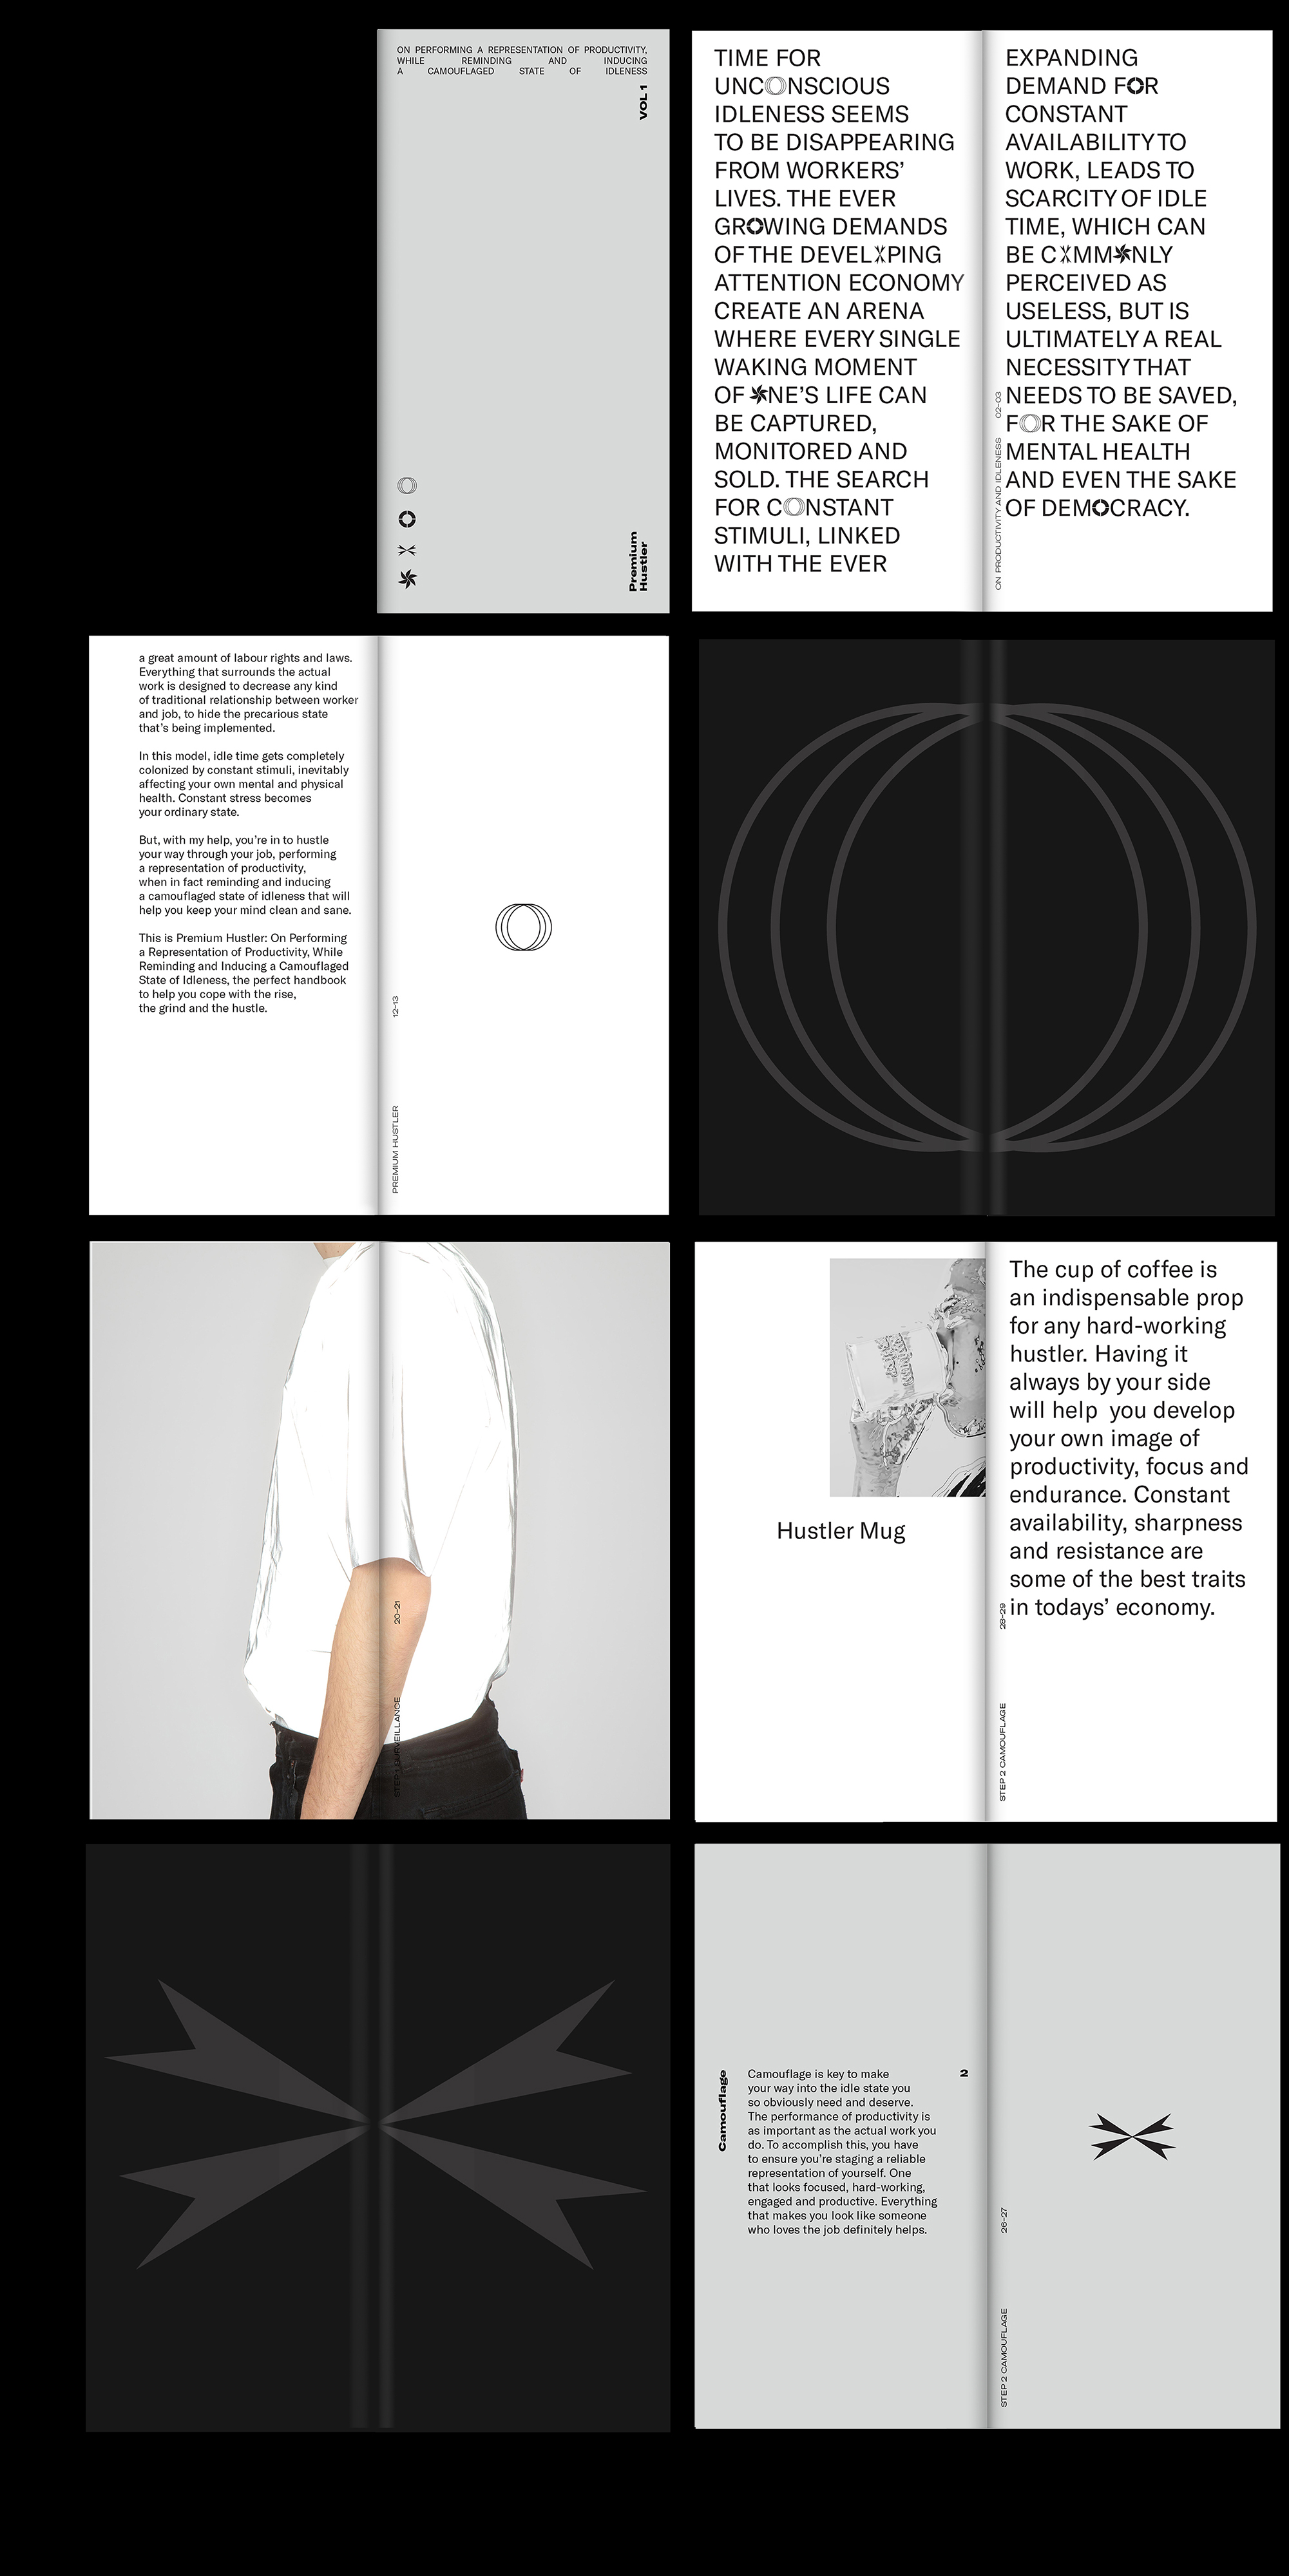 ON PERFORMING A REPRESENTATION OF PRODUCTIVITY,
WHILE REMINDING AND INDUCING
A CAMOUFLAGED STATE OF IDLENESS
VOL 1
Premium
Hustler
TIME FOR
UNCONSCIOUS
IDLENESS SEEMS
TO BE DISAPPEARING
FROM WORKERS’
LIVES. THE EVER
GROWING DEMANDS
OF THE DEVELOPING
ATTENTION ECONOMY
CREATE AN ARENA
WHERE EVERY SINGLE
WAKING MOMENT
OF ONE’S LIFE CAN
BE CAPTURED,
MONITORED AND
SOLD. THE SEARCH
FOR CONSTANT
STIMULI, LINKED
WITH THE EVER
EXPANDING
DEMAND FOR
CONSTANT
AVAILABILITY TO
WORK, LEADS TO
SCARCITY OF IDLE
TIME, WHICH CAN
BE COMMONLY
PERCEIVED AS
USELESS, BUT IS
ULTIMATELY A REAL
NECESSITY THAT
NEEDS TO BE SAVED,
FOR THE SAKE OF
MENTAL HEALTH
AND EVEN THE SAKE
OF DEMOCRACY.
ON PRODUCTIVITY AND IDLENESS 02–03
a great amount of labour rights and laws.
Everything that surrounds the actual
work is designed to decrease any kind
of traditional relationship between worker
and job, to hide the precarious state
that’s being implemented.
In this model, idle time gets completely
colonized by constant stimuli, inevitably
affecting your own mental and physical
health. Constant stress becomes
your ordinary state.
But, with my help, you’re in to hustle
your way through your job, performing
a representation of productivity,
when in fact reminding and inducing
a camouflaged state of idleness that will
help you keep your mind clean and sane.
This is Premium Hustler: On Performing
a Representation of Productivity, While
Reminding and Inducing a Camouflaged
State of Idleness, the perfect handbook
to help you cope with the rise,
the grind and the hustle.
PREMIUM HUSTLER 12–13
STEP 1 SURVEILLANCE 20–21
Hustler Mug
The cup of coffee is
an indispensable prop
for any hard-working
hustler. Having it
always by your side
will help  you develop
your own image of
productivity, focus and
endurance. Constant
availability, sharpness
and resistance are
some of the best traits
in todays’ economy.
STEP 2 CAMOUFLAGE 28–29
Camouflage
Camouflage is key to make
your way into the idle state you
so obviously need and deserve.
The performance of productivity is
as important as the actual work you
do. To accomplish this, you have
to ensure you’re staging a reliable
representation of yourself. One
that looks focused, hard-working,
engaged and productive. Everything
that makes you look like someone
who loves the job definitely helps.
2
STEP 2 CAMOUFLAGE 26–27